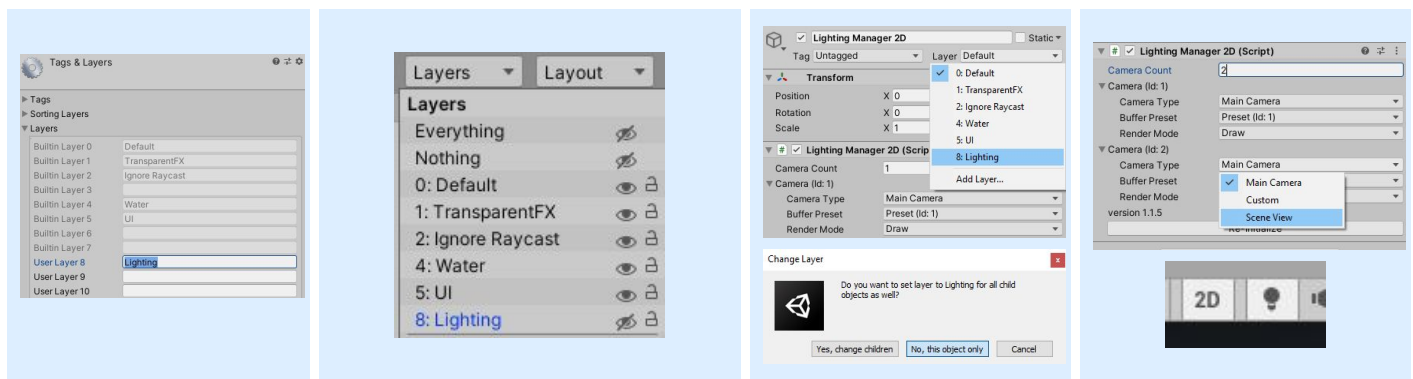 Tags & Layers
Tags
Sorting Layers
Layers
Builtin Layer 0 Default
Builtin Layer 1 TransparentFX
Builtin Layer 2 Ignore Raycast
Builtin Layer 3
Builtin Layer 4 Water
Builtin Layer 5 UI
Builtin Layer 6
Builtin Layer 7
User Layer 8 Lighting
User Layer 9
User Layer 10
Layers Layout
Layers
Everything
Nothing
0: Default
1: TransparentFX
2: Ignore Raycast
4: Water
5: UI
8: Lighting
Lighting Manager 2D Static
Tag Untagged Layer Default
Transform
Position X 0
Rotation X 0
Scale X 1
Lighting Manager 2D (Scrip
Camera Count 1
Camera (Id: 1)
Camera Type Main Camera
Buffer Preset Preset (Id: 1)
Render Mode Draw
0: Default
1: TransparentFX
2: Ignore Raycast
4: Water
5: UI
8: Lighting
Add Layer...
Change Layer x
Do you want to set layer to Lighting for all child
objects as well?
Yes, change children No, this object only Cancel
# Lighting Manager 2D (Script)
Camera Count 2
Camera (Id: 1)
Camera Type Main Camera
Buffer Preset Preset (Id: 1)
Render Mode Draw
Camera (Id: 2)
Camera Type Main Camera
Buffer Preset
Render Mode
version 1.1.5
Main Camera
Custom
Scene View
Re-Initialize
2D